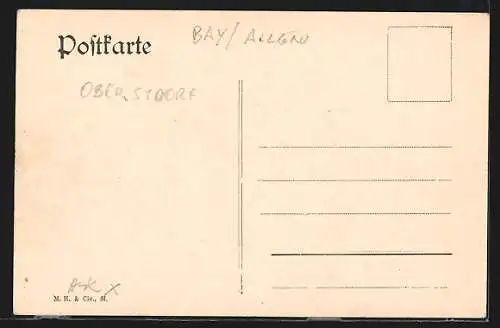 Postkarte
BAY/ ALLGÄU
OBERSTDORF
M. H. & Cie., M.